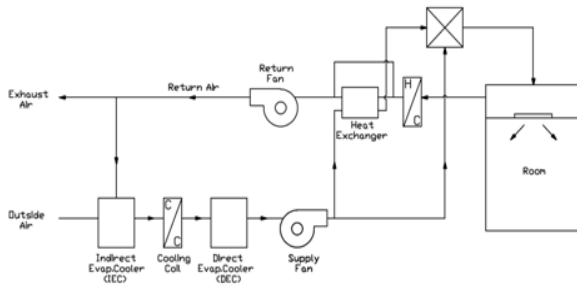 Return
Fan
Exhaust
Air
Return Air
H
C
Heat
Exchanger
Room
Outside
Air
C
C
Indirect
Evap.Cooler
(IEC)
Cooling
Coil
Direct
Evap.Cooler
(DEC)
Supply
Fan